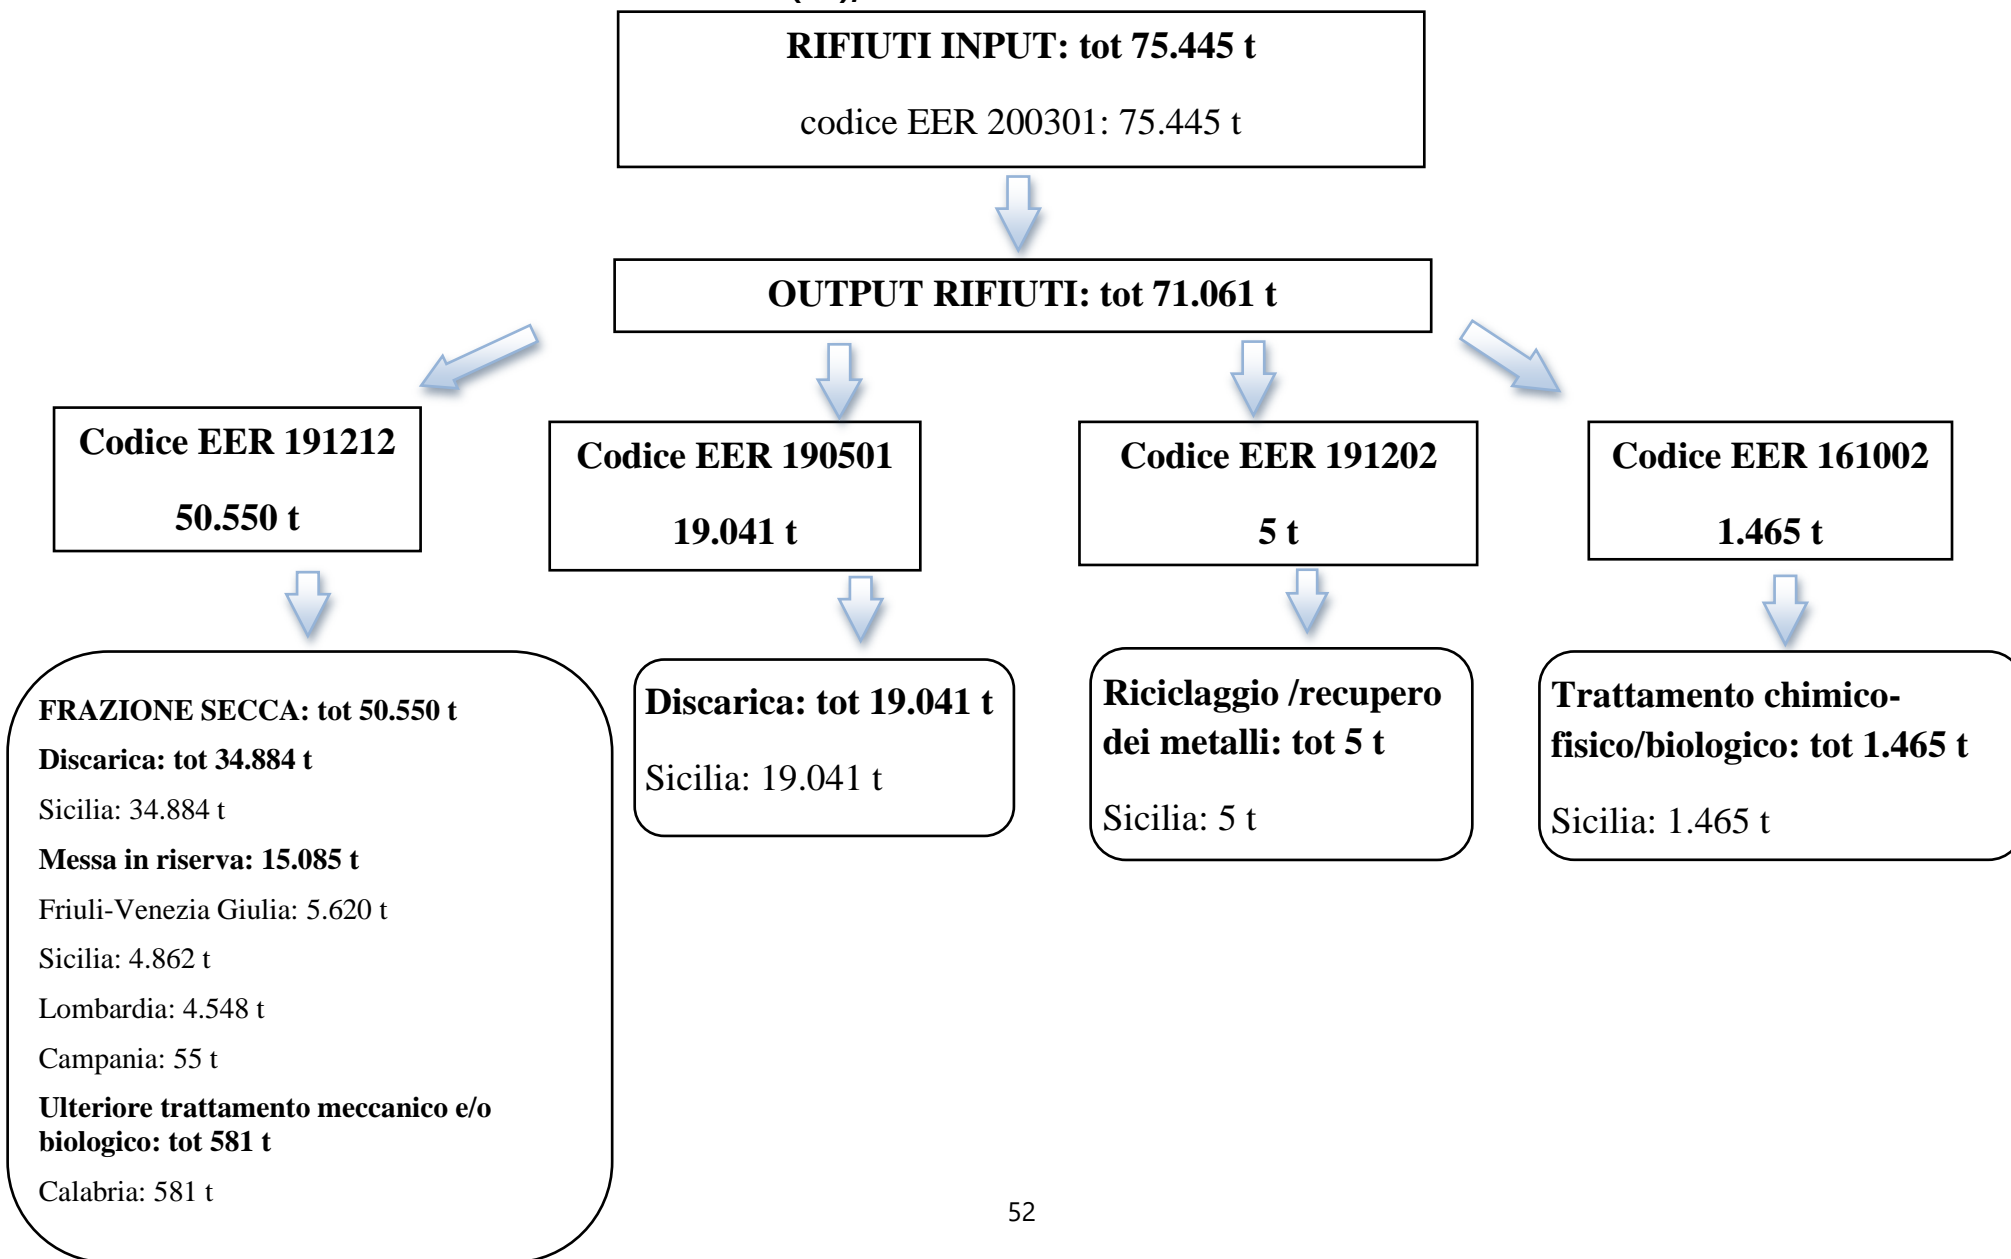 RIFIUTI INPUT: tot 75.445 t
codice EER 200301: 75.445 t
OUTPUT RIFIUTI: tot 71.061 t
Codice EER 191212
50.550 t
Codice EER 190501
19.041 t
Codice EER 191202
5 t
Codice EER 161002
1.465 t
FRAZIONE SECCA: tot 50.550 t
Discarica: tot 34.884 t
Sicilia: 34.884 t
Messa in riserva: 15.085 t
Friuli-Venezia Giulia: 5.620 t
Sicilia: 4.862 t
Lombardia: 4.548 t
Campania: 55 t
Ulteriore trattamento meccanico e/o
biologico: tot 581 t
Calabria: 581 t
Discarica: tot 19.041 t
Sicilia: 19.041 t
Riciclaggio /recupero
dei metalli: tot 5 t
Sicilia: 5 t
Trattamento chimico-
fisico/biologico: tot 1.465 t
Sicilia: 1.465 t
52